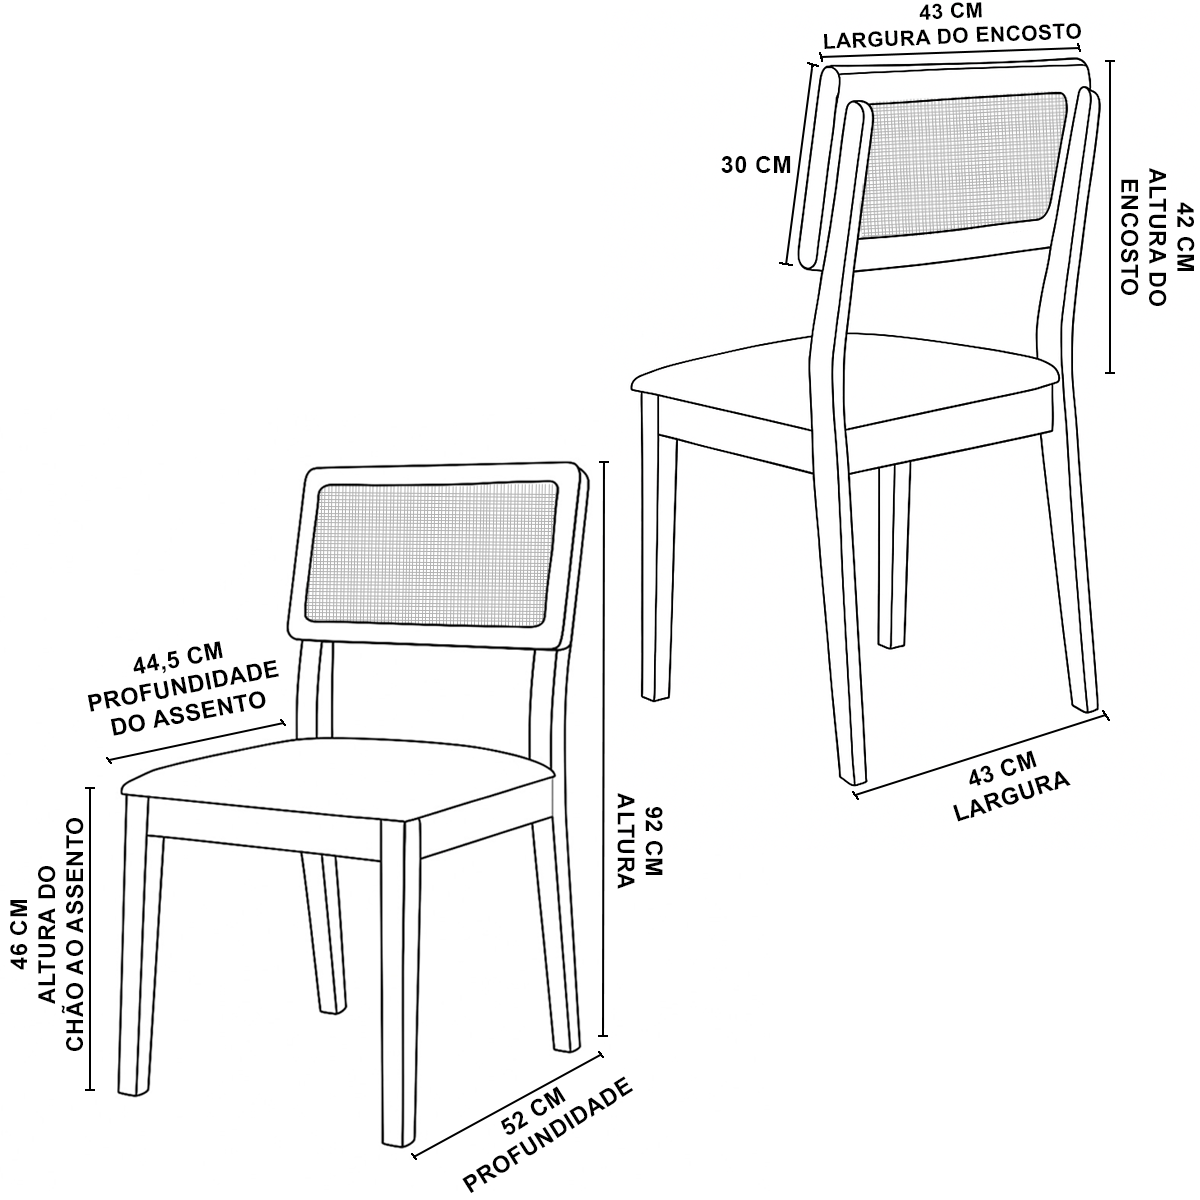 43 CM
LARGURA DO ENCOSTO
30 CM
42 CM
ALTURA DO
ENCOSTO
43 CM
LARGURA
44,5 CM
PROFUNDIDADE
DO ASSENTO
92 CM
ALTURA
46 CM
ALTURA DO
CHÃO AO ASSENTO
52 CM
PROFUNDIDADE